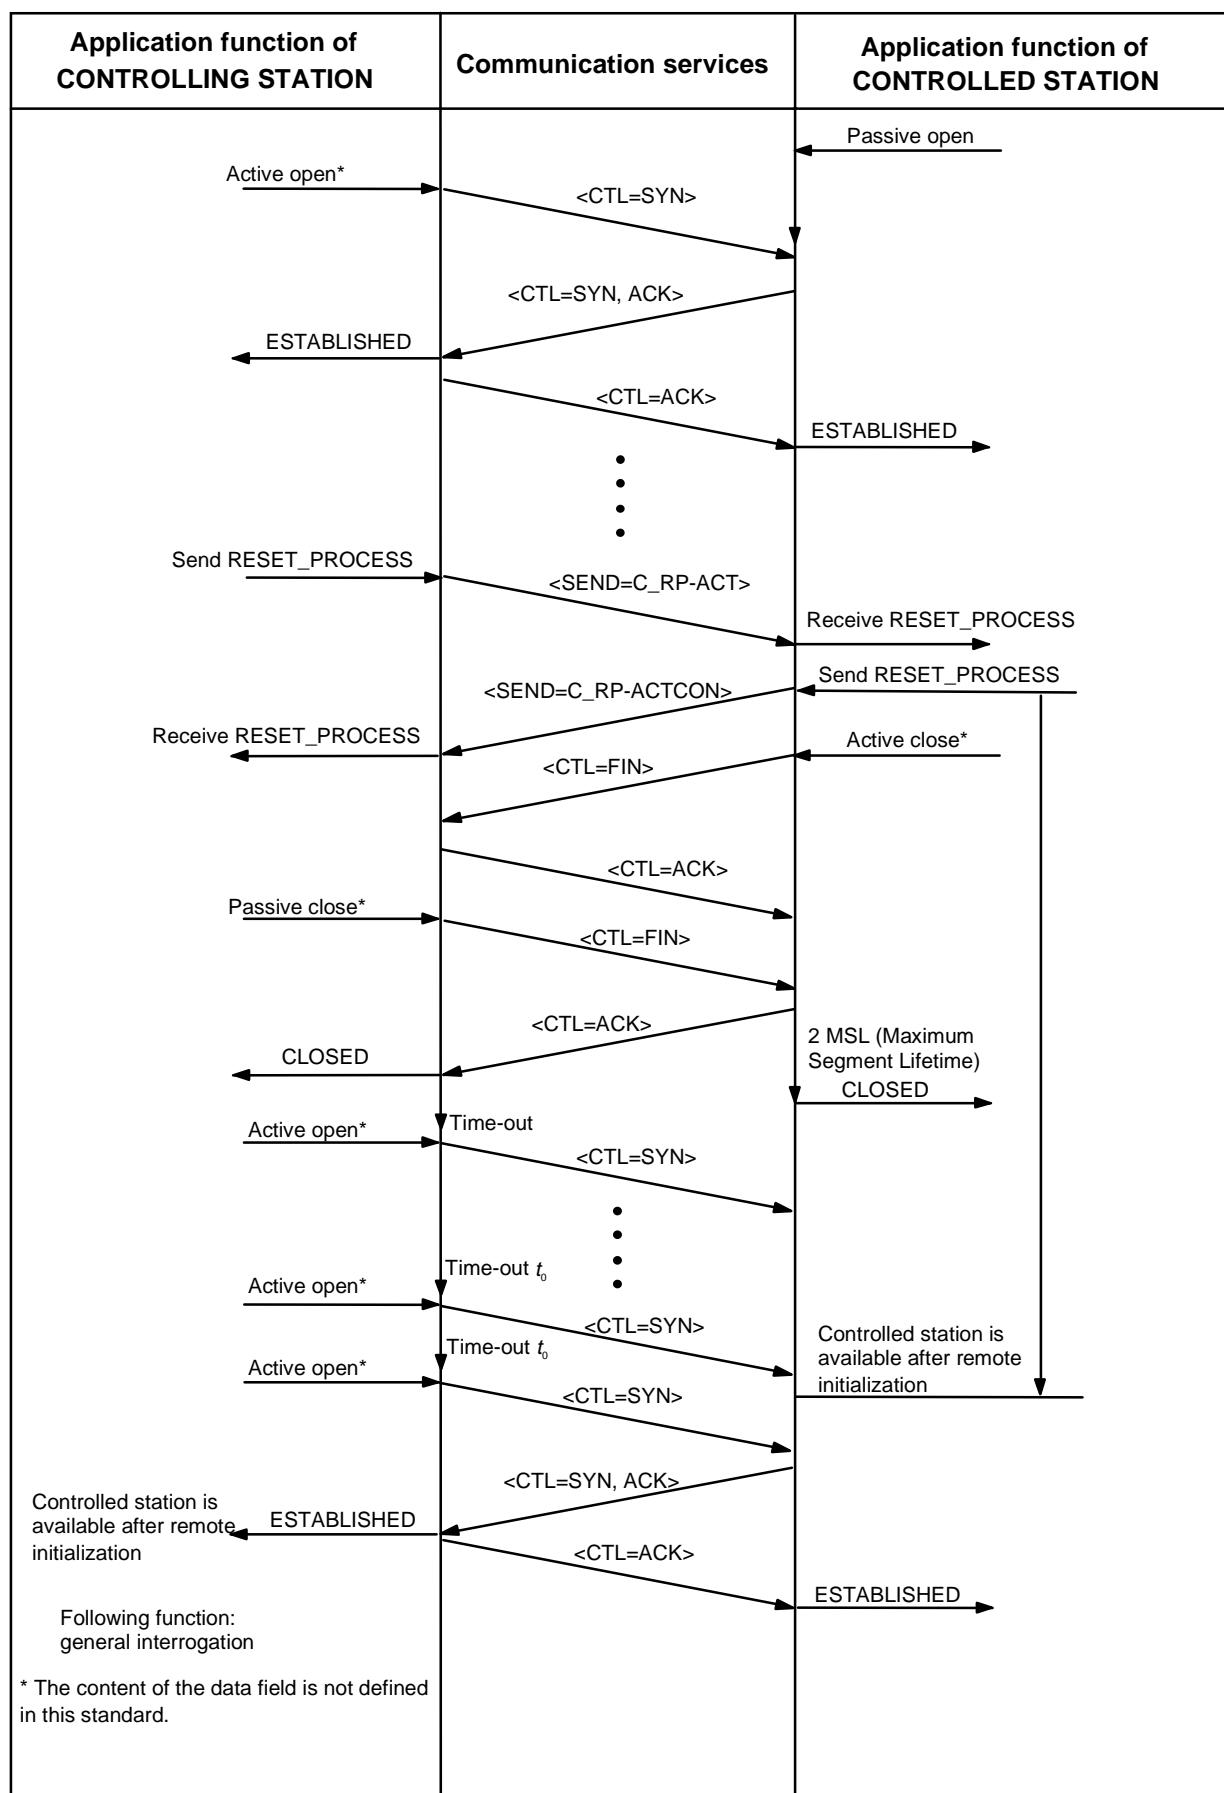 Application function of
CONTROLLING STATION
Communication services
Application function of
CONTROLLED STATION
Passive open
Active open*
<CTL=SYN>
<CTL=SYN, ACK>
ESTABLISHED
<CTL=ACK>
ESTABLISHED
Send RESET_PROCESS
<SEND=C_RP-ACT>
Receive RESET_PROCESS
Send RESET_PROCESS
<SEND=C_RP-ACTCON>
Receive RESET_PROCESS
Active close*
<CTL=FIN>
<CTL=ACK>
Passive close*
<CTL=FIN>
<CTL=ACK>
2 MSL (Maximum
Segment Lifetime)
CLOSED
CLOSED
Time-out
Active open*
<CTL=SYN>
Time-out t0
Active open*
<CTL=SYN>
Controlled station is
available after remote
initialization
Time-out t0
Active open*
<CTL=SYN>
<CTL=SYN, ACK>
Controlled station is
available after remote
initialization
ESTABLISHED
<CTL=ACK>
ESTABLISHED
Following function:
general interrogation
* The content of the data field is not defined
in this standard.